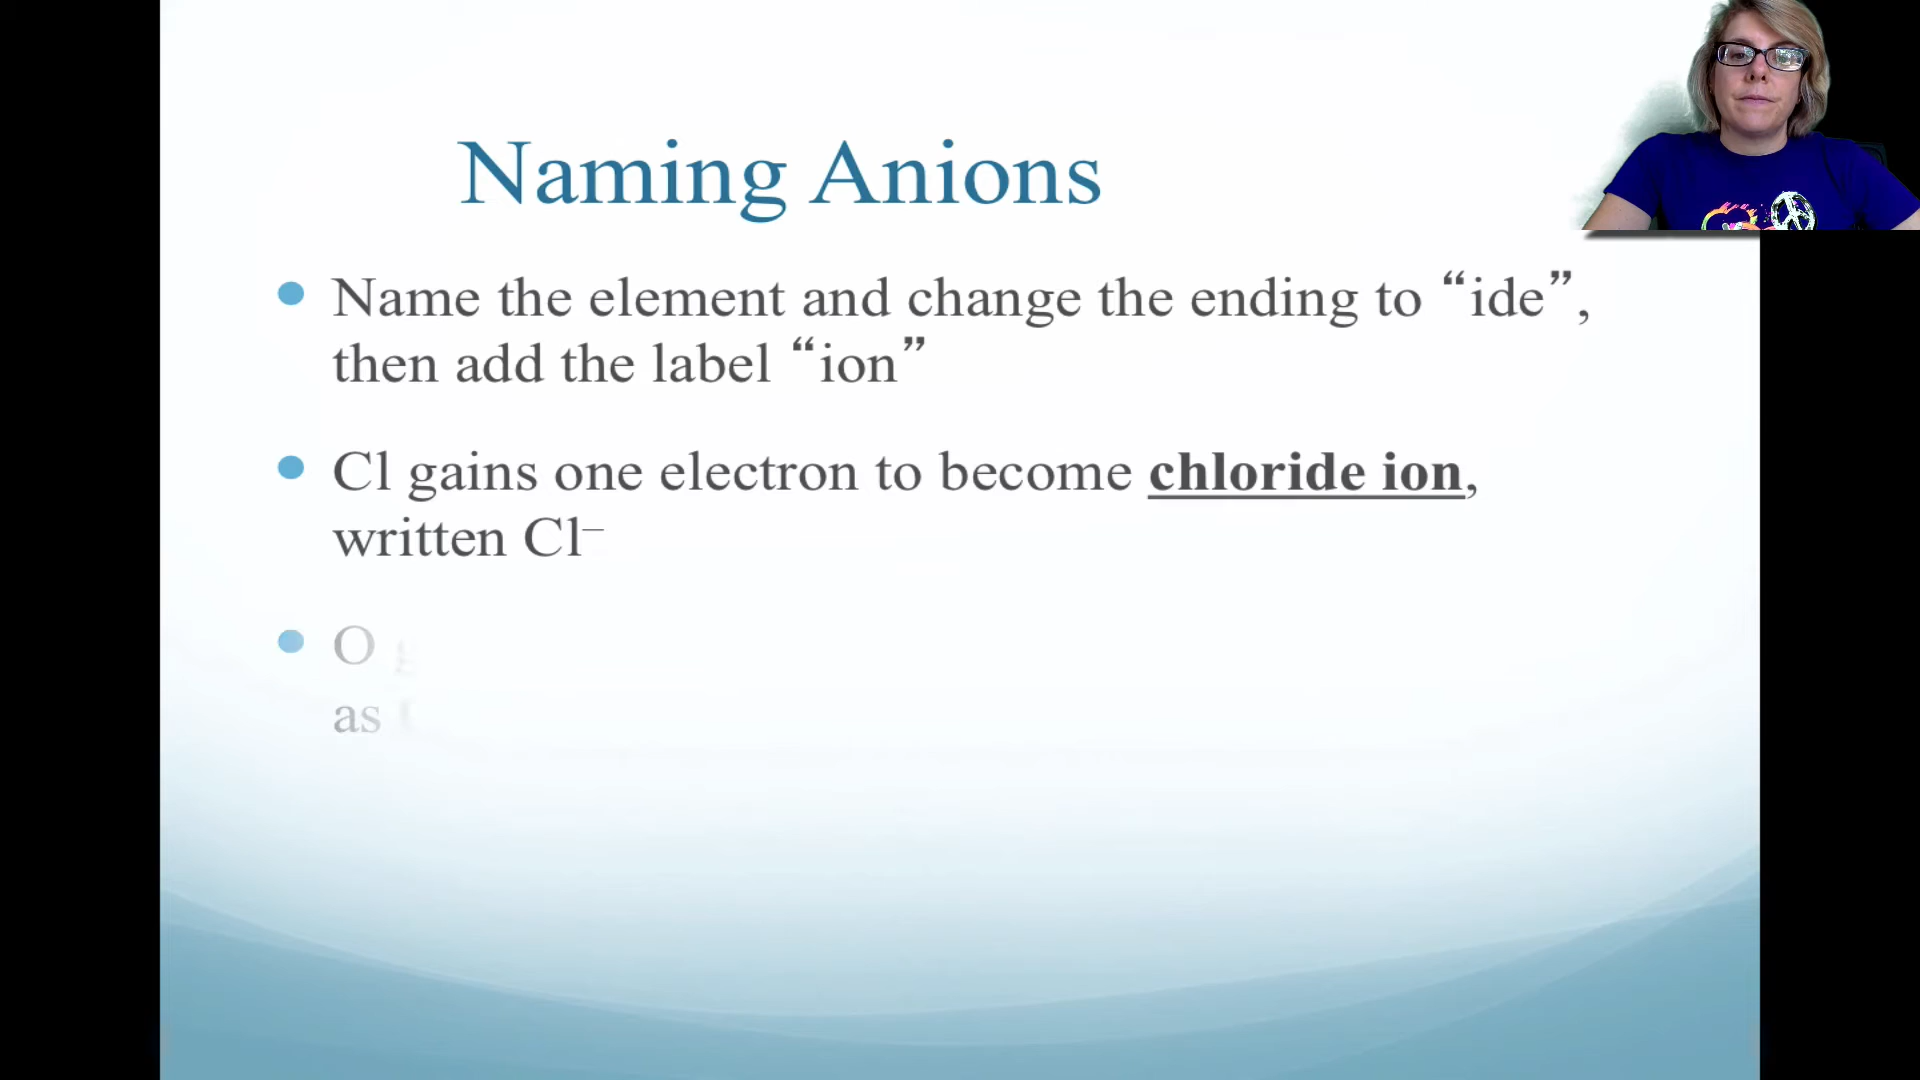 Naming Anions
• Name the element and change the ending to “ide”,
then add the label “ion”
• Cl gains one electron to become chloride ion,
written Cl⁻
• O
as